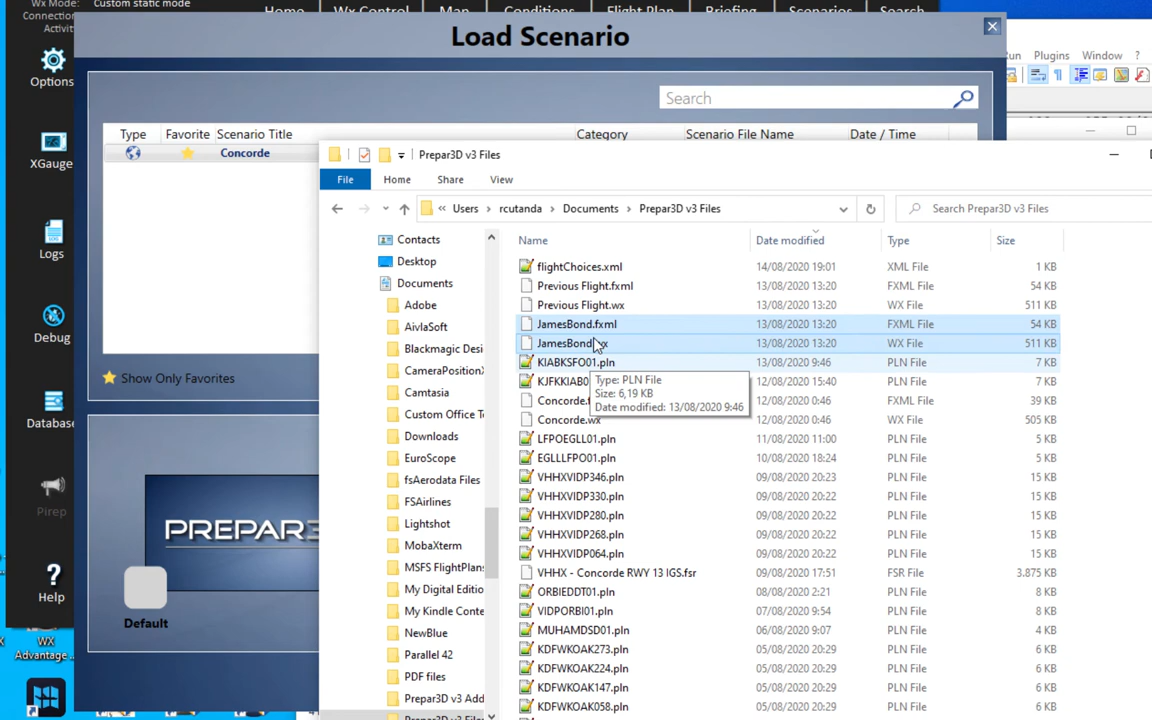 Wx Mode: Custom static mode
Connection
Activit
Home Wx Control Map Conditions Flight Plan Briefing Scenarios Search
Load Scenario
Options
XGauge
Logs
Debug
Database
Pirep
Help
WX
Advantage ...
Search
Type Favorite Scenario Title Category Scenario File Name Date / Time
Concorde
Show Only Favorites
PREPAR3
Default
Run Plugins Window ?
Prepar3D v3 Files
File Home Share View
« Users > rcutanda > Documents > Prepar3D v3 Files
Search Prepar3D v3 Files
Contacts
Desktop
Documents
Adobe
AivlaSoft
Blackmagic Desi
CameraPositionX
Camtasia
Custom Office Te
Downloads
EuroScope
fsAerodata Files
FSAirlines
Lightshot
MobaXterm
MSFS FlightPlans
My Digital Editio
My Kindle Conte
NewBlue
Parallel 42
PDF files
Prepar3D v3 Add
Prepar3D v3 Files
Name Date modified Type Size
flightChoices.xml 14/08/2020 19:01 XML File 1 KB
Previous Flight.fxml 13/08/2020 13:20 FXML File 54 KB
Previous Flight.wx 13/08/2020 13:20 WX File 511 KB
JamesBond.fxml 13/08/2020 13:20 FXML File 54 KB
JamesBond.wx 13/08/2020 13:20 WX File 511 KB
KIABKSFO01.pln 13/08/2020 9:46 PLN File 7 KB
KJFKKIAB0 12/08/2020 15:40 PLN File 7 KB
Concorde.f 12/08/2020 0:46 FXML File 39 KB
Concorde.wx 12/08/2020 0:46 WX File 505 KB
LFPOEGLL01.pln 11/08/2020 11:00 PLN File 5 KB
EGLLLFPO01.pln 10/08/2020 18:24 PLN File 5 KB
VHHXVIDP346.pln 09/08/2020 20:23 PLN File 15 KB
VHHXVIDP330.pln 09/08/2020 20:22 PLN File 15 KB
VHHXVIDP280.pln 09/08/2020 20:22 PLN File 15 KB
VHHXVIDP268.pln 09/08/2020 20:22 PLN File 15 KB
VHHXVIDP064.pln 09/08/2020 20:22 PLN File 15 KB
VHHX - Concorde RWY 13 IGS.fsr 09/08/2020 17:51 FSR File 3.875 KB
ORBIEDDT01.pln 08/08/2020 2:21 PLN File 8 KB
VIDPORBI01.pln 07/08/2020 9:54 PLN File 8 KB
MUHAMDSD01.pln 06/08/2020 9:07 PLN File 4 KB
KDFWKOAK273.pln 05/08/2020 20:29 PLN File 6 KB
KDFWKOAK224.pln 05/08/2020 20:29 PLN File 6 KB
KDFWKOAK147.pln 05/08/2020 20:29 PLN File 6 KB
KDFWKOAK058.pln 05/08/2020 20:29 PLN File 6 KB
Type: PLN File
Size: 6,19 KB
Date modified: 13/08/2020 9:46